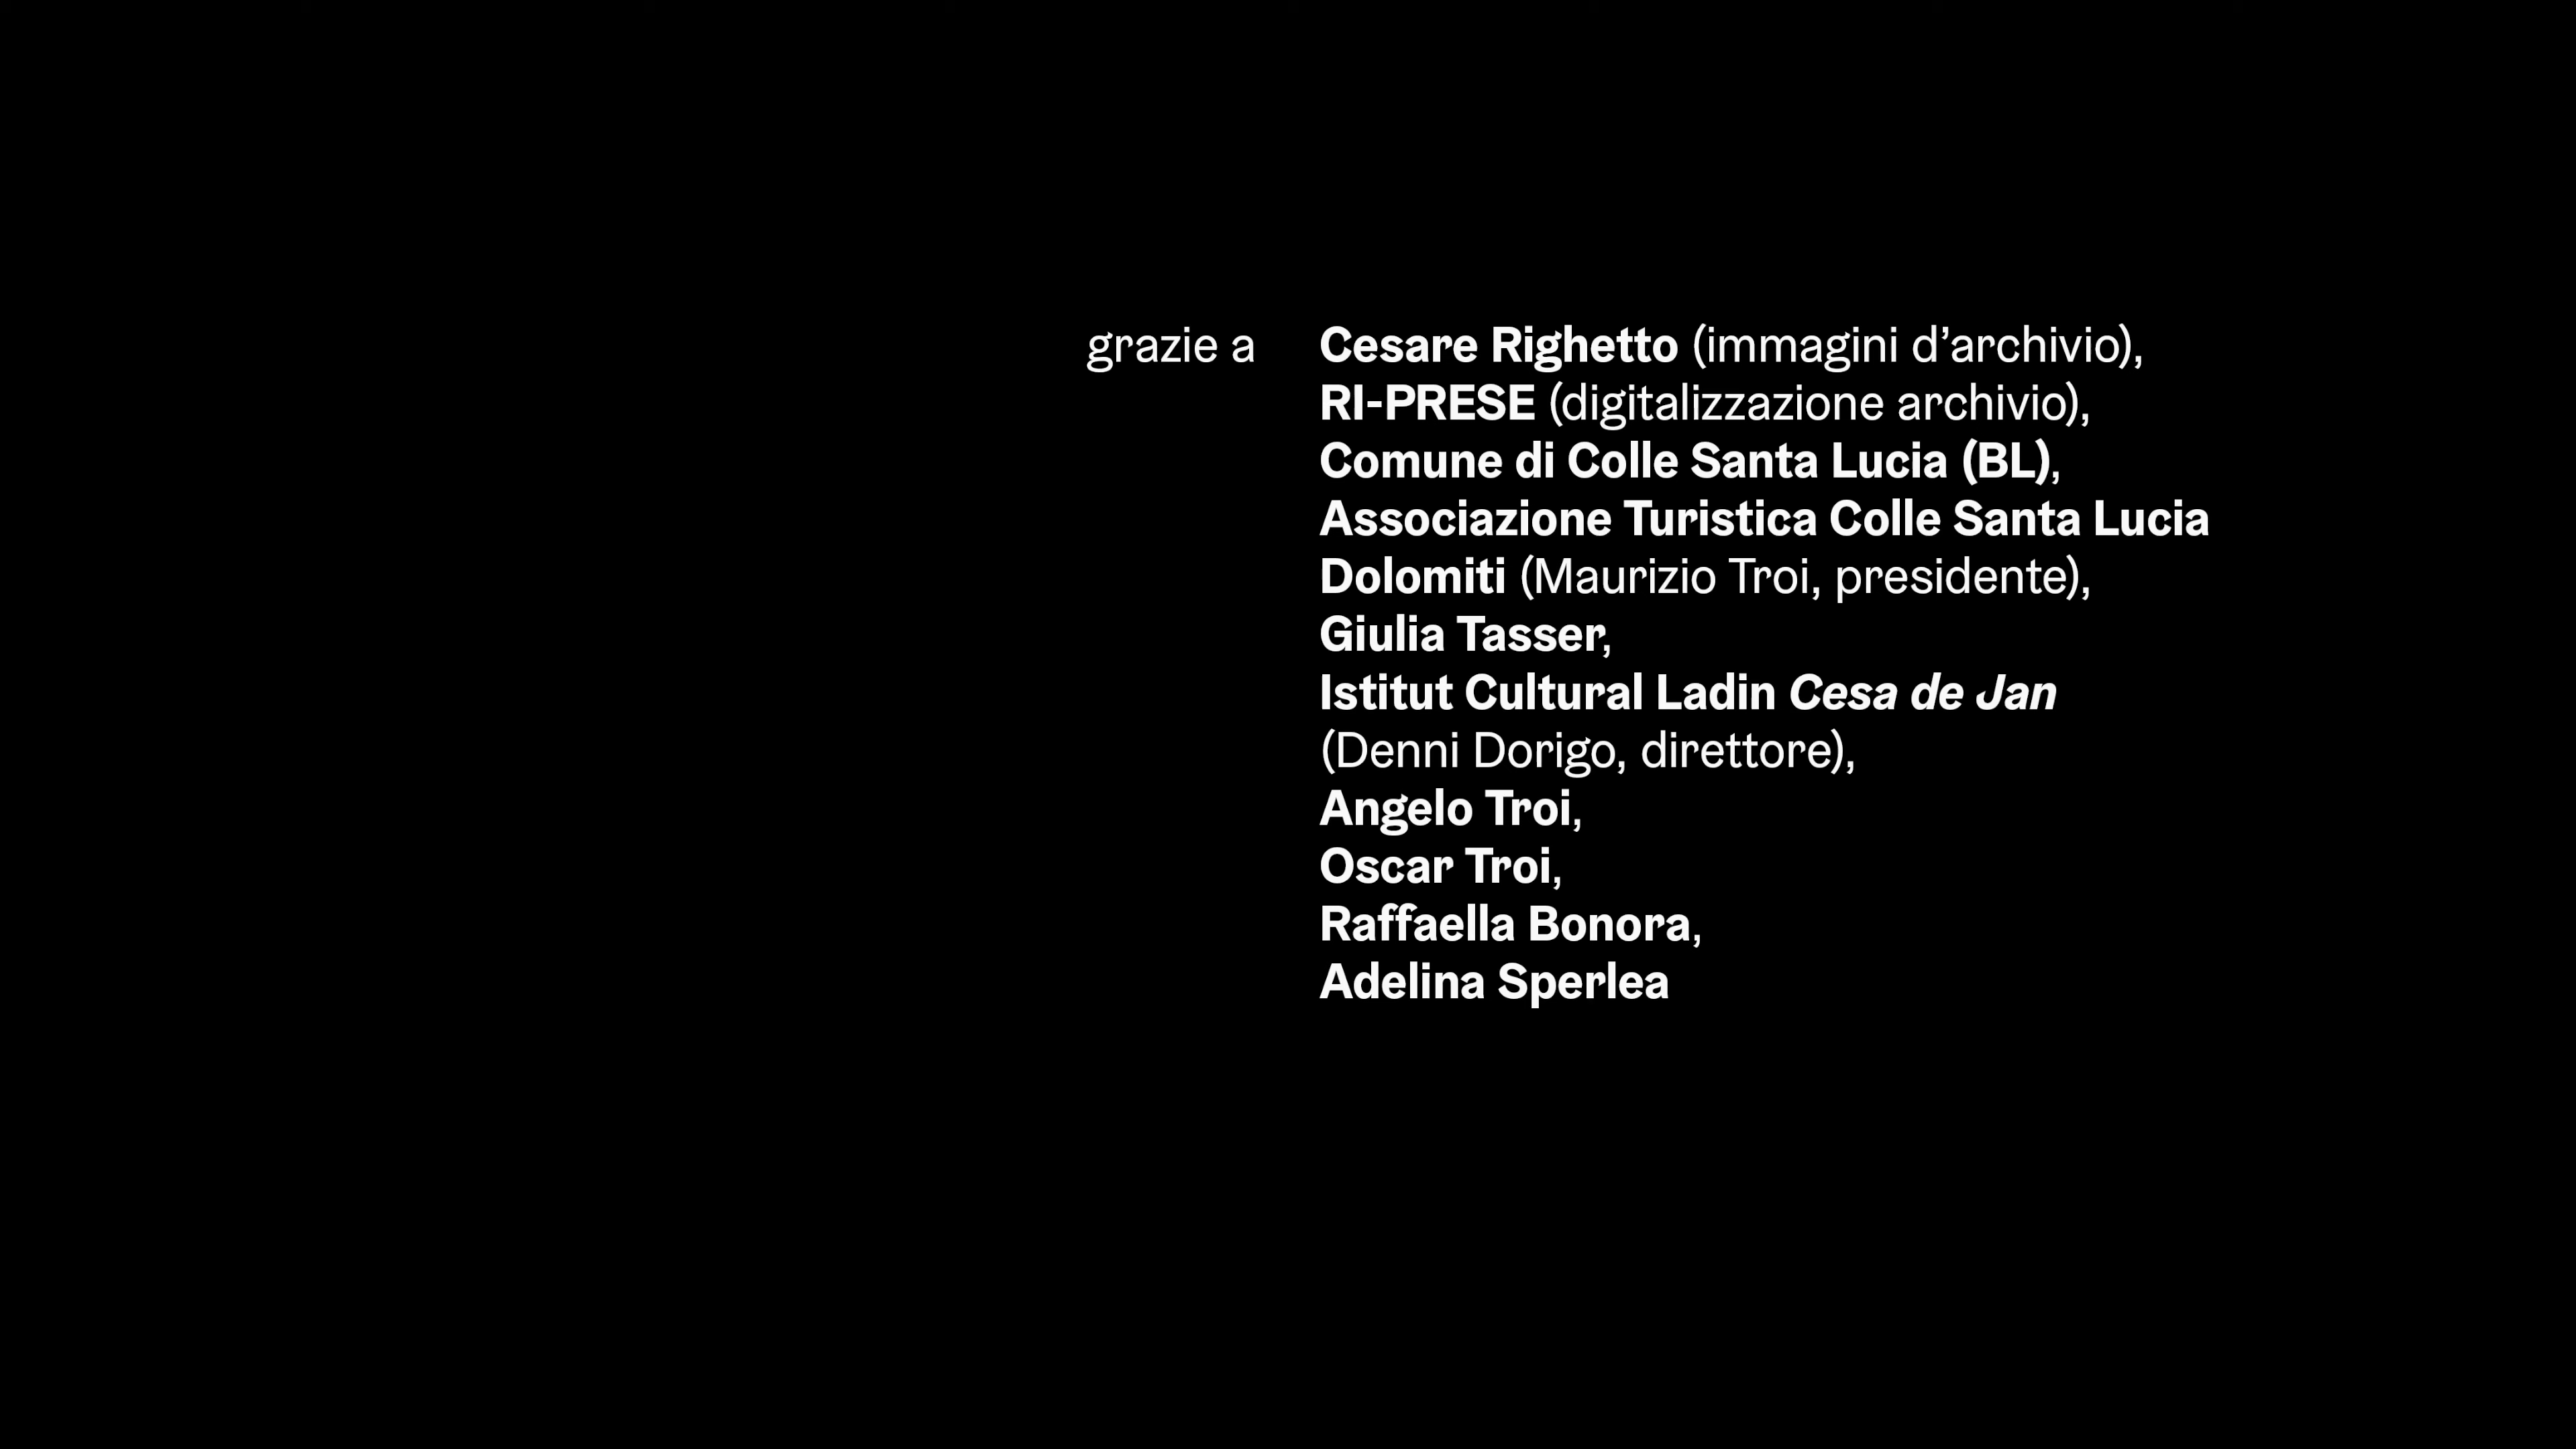 grazie a Cesare Righetto (immagini d’archivio),
RI-PRESE (digitalizzazione archivio),
Comune di Colle Santa Lucia (BL),
Associazione Turistica Colle Santa Lucia
Dolomiti (Maurizio Troi, presidente),
Giulia Tasser,
Istitut Cultural Ladin Cesa de Jan
(Denni Dorigo, direttore),
Angelo Troi,
Oscar Troi,
Raffaella Bonora,
Adelina Sperlea